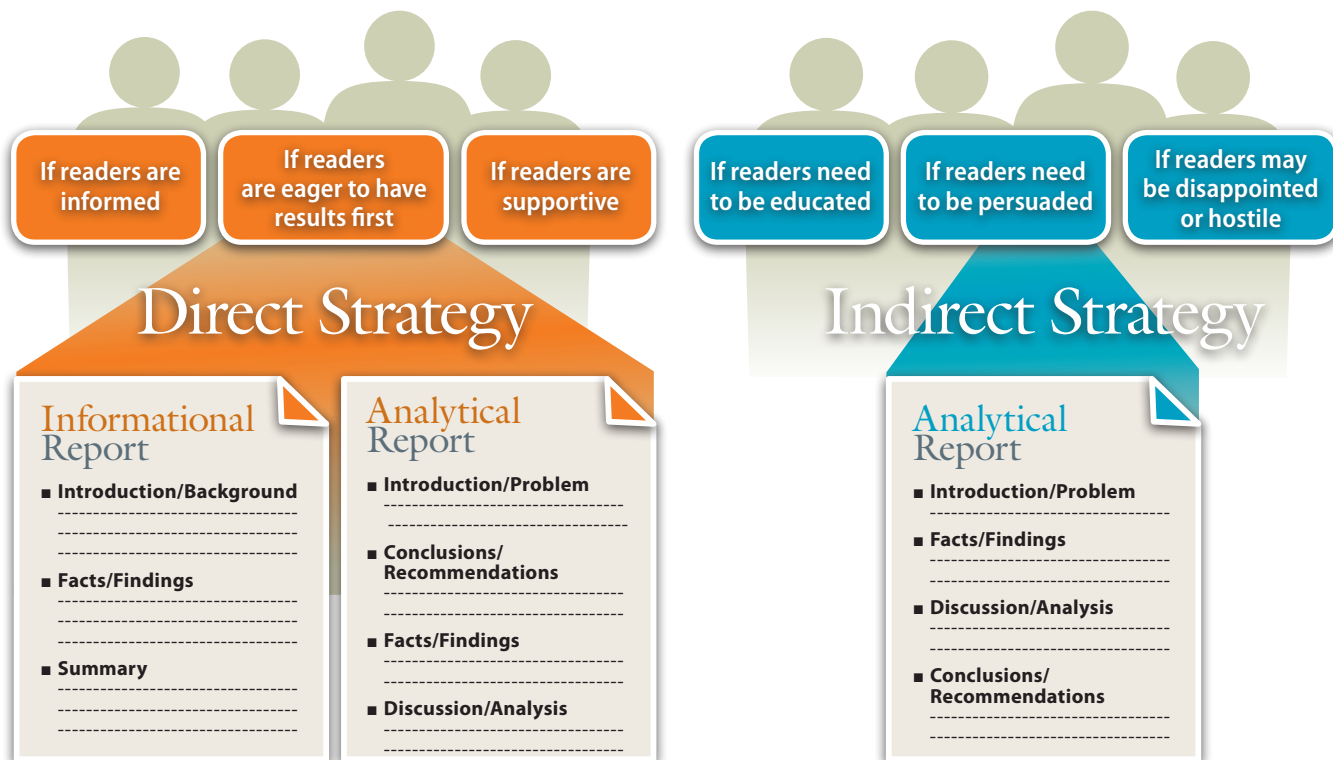 If readers are
informed
If readers
are eager to have
results first
If readers are
supportive
Direct Strategy
Informational
Report
■ Introduction/Background
■ Facts/Findings
■ Summary
Analytical
Report
■ Introduction/Problem
■ Conclusions/
Recommendations
■ Facts/Findings
■ Discussion/Analysis
If readers need
to be educated
If readers need
to be persuaded
If readers may
be disappointed
or hostile
Indirect Strategy
Analytical
Report
■ Introduction/Problem
■ Facts/Findings
■ Discussion/Analysis
■ Conclusions/
Recommendations